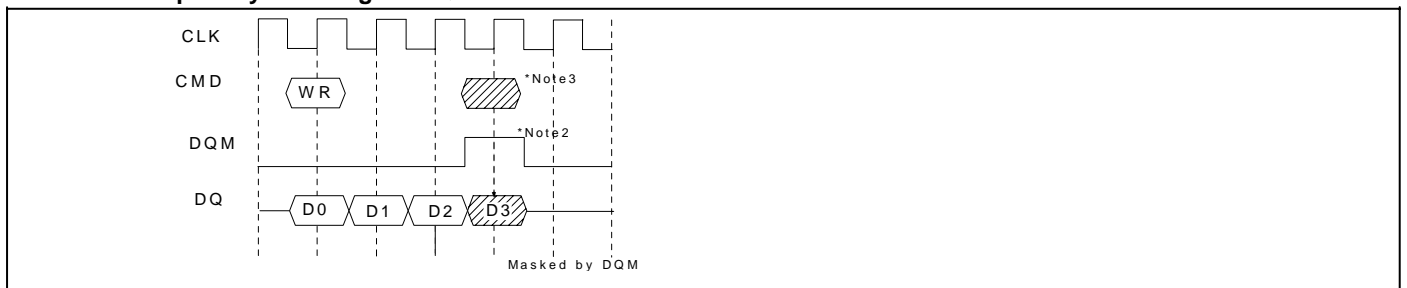 CLK
CMD WR *Note3
DQM *Note2
DQ D0 D1 D2 D3
Masked by DQM